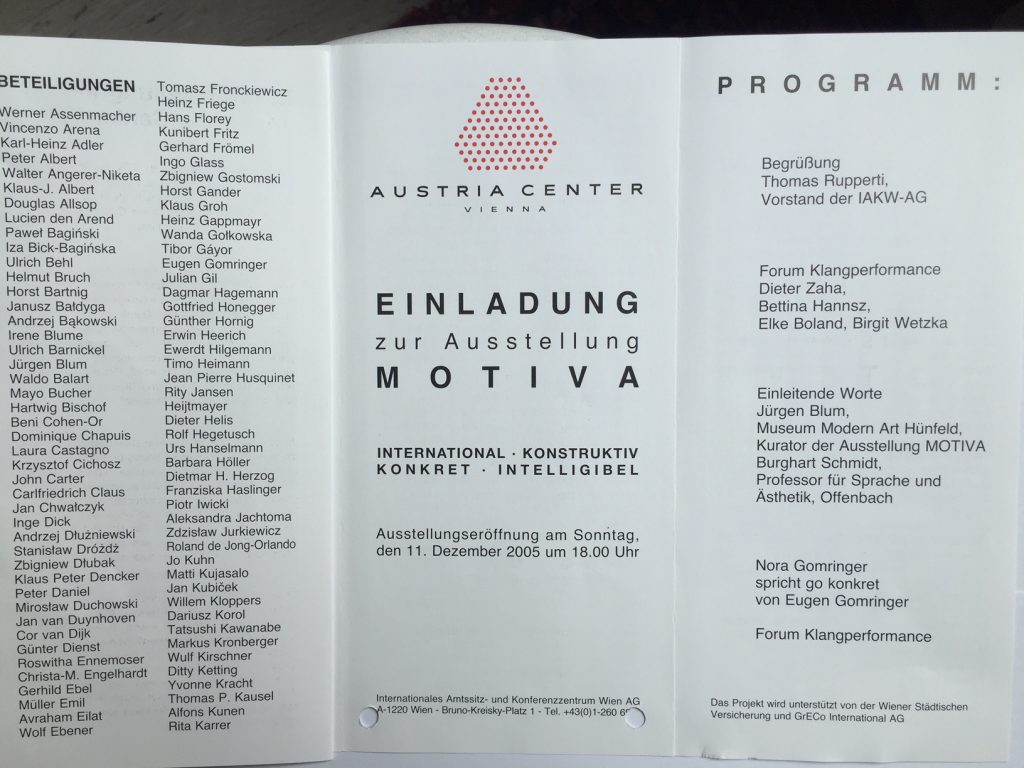 BETEILIGUNGEN
Werner Assenmacher
Vincenzo Arena
Karl-Heinz Adler
Peter Albert
Walter Angerer-Niketa
Klaus-J. Albert
Douglas Allsop
Lucien den Arend
Paweł Bagiński
Iza Bick-Bagińska
Ulrich Behl
Helmut Bruch
Horst Bartnig
Janusz Bałdyga
Andrzej Bąkowski
Irene Blume
Ulrich Barnickel
Jürgen Blum
Waldo Balart
Mayo Bucher
Hartwig Bischof
Beni Cohen-Or
Dominique Chapuis
Laura Castagno
Krzysztof Cichosz
John Carter
Carlfriedrich Claus
Jan Chwałczyk
Inge Dick
Andrzej Dłużniewski
Stanisław Dróżdż
Zbigniew Dłubak
Klaus Peter Dencker
Peter Daniel
Mirosław Duchowski
Jan van Duynhoven
Cor van Dijk
Günter Dienst
Roswitha Ennemoser
Christa-M. Engelhardt
Gerhild Ebel
Müller Emil
Avraham Eilat
Wolf Ebener
Tomasz Fronckiewicz
Heinz Friege
Hans Florey
Kunibert Fritz
Gerhard Frömel
Ingo Glass
Zbigniew Gostomski
Horst Gander
Klaus Groh
Heinz Gappmayr
Wanda Gołkowska
Tibor Gáyor
Eugen Gomringer
Julian Gil
Dagmar Hagemann
Gottfried Honegger
Günther Hornig
Erwin Heerich
Ewerdt Hilgemann
Timo Heimann
Jean Pierre Husquinet
Rity Jansen
Heijtmayer
Dieter Helis
Rolf Hegetusch
Urs Hanselmann
Barbara Höller
Dietmar H. Herzog
Franziska Haslinger
Piotr Iwicki
Aleksandra Jachtoma
Zdzisław Jurkiewicz
Roland de Jong-Orlando
Jo Kuhn
Matti Kujasalo
Jan Kubiček
Willem Kloppers
Dariusz Korol
Tatsushi Kawanabe
Markus Kronberger
Wulf Kirschner
Ditty Ketting
Yvonne Kracht
Thomas P. Kausel
Alfons Kunen
Rita Karrer
AUSTRIA CENTER
VIENNA
EINLADUNG
zur Ausstellung
MOTIVA
INTERNATIONAL · KONSTRUKTIV
KONKRET · INTELLIGIBEL
Ausstellungseröffnung am Sonntag,
den 11. Dezember 2005 um 18.00 Uhr
Internationales Amtssitz- und Konferenzzentrum Wien AG
A-1220 Wien - Bruno-Kreisky-Platz 1 - Tel. +43(0)1-260
PROGRAMM:
Begrüßung
Thomas Rupperti,
Vorstand der IAKW-AG
Forum Klangperformance
Dieter Zaha,
Bettina Hannsz,
Elke Boland, Birgit Wetzka
Einleitende Worte
Jürgen Blum,
Museum Modern Art Hünfeld,
Kurator der Ausstellung MOTIVA
Burghart Schmidt,
Professor für Sprache und
Ästhetik, Offenbach
Nora Gomringer
spricht go konkret
von Eugen Gomringer
Forum Klangperformance
Das Projekt wird unterstützt von der Wiener Städtischen
Versicherung und GrECo International AG